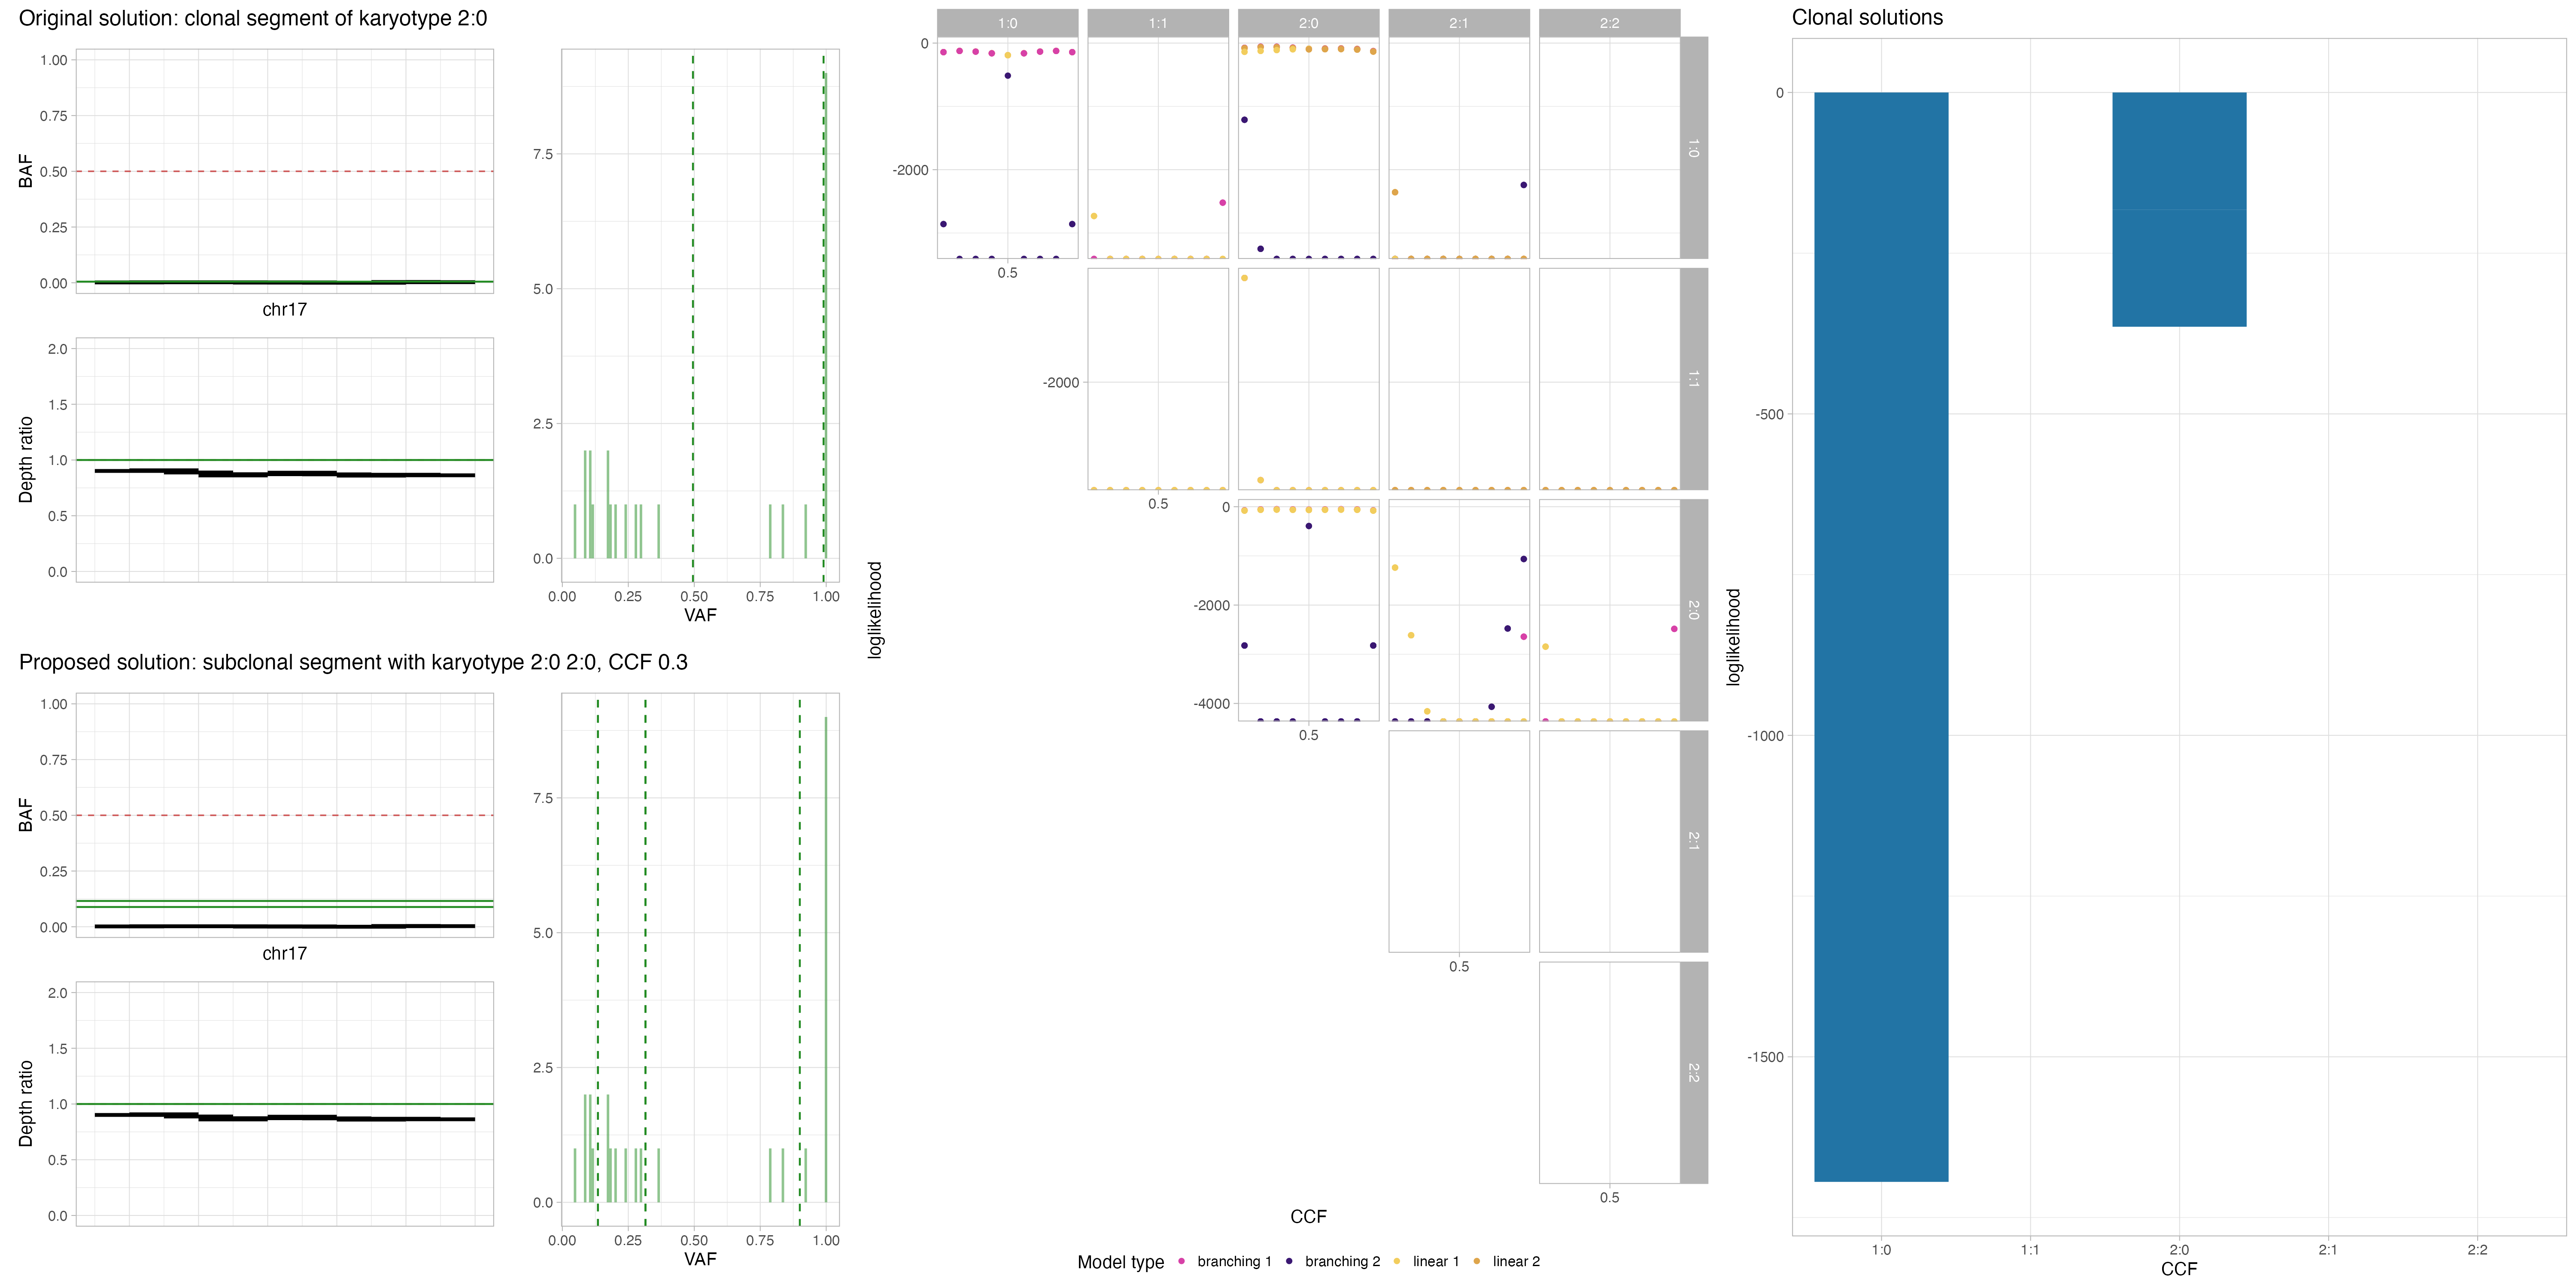 Original solution: clonal segment of karyotype 2:0
1.00
0.75
0.50
0.25
0.00
BAF
chr17
2.0
1.5
1.0
0.5
0.0
Depth ratio
7.5
5.0
2.5
0.0
0.00 0.25 0.50 0.75 1.00
VAF
Proposed solution: subclonal segment with karyotype 2:0 2:0, CCF 0.3
1.00
0.75
0.50
0.25
0.00
BAF
chr17
2.0
1.5
1.0
0.5
0.0
Depth ratio
7.5
5.0
2.5
0.0
0.00 0.25 0.50 0.75 1.00
VAF
1:0 1:1 2:0 2:1 2:2
0
-2000
1:0
0.5
-2000
1:1
0.5
0
-2000
-4000
2:0
0.5
2:1
0.5
2:2
0.5
loglikelihood
CCF
Model type branching 1 branching 2 linear 1 linear 2
Clonal solutions
0
-500
-1000
-1500
loglikelihood
1:0 1:1 2:0 2:1 2:2
CCF